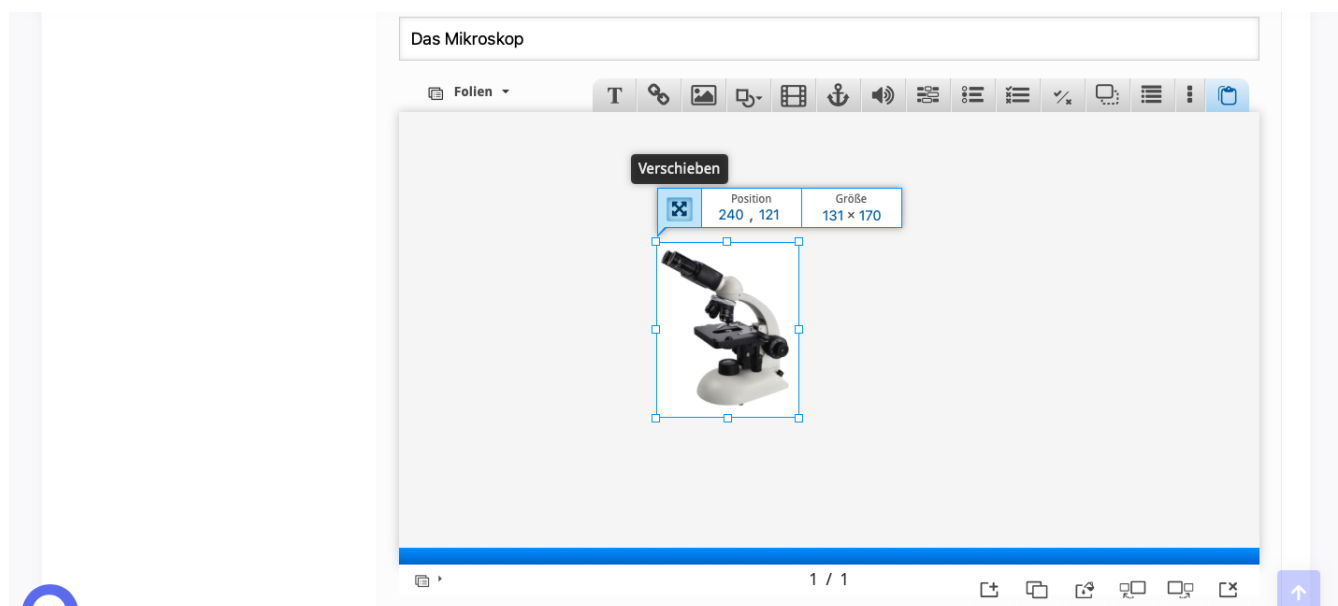 Das Mikroskop
Folien
Verschieben
Position
240 , 121
Größe
131 × 170
1 / 1